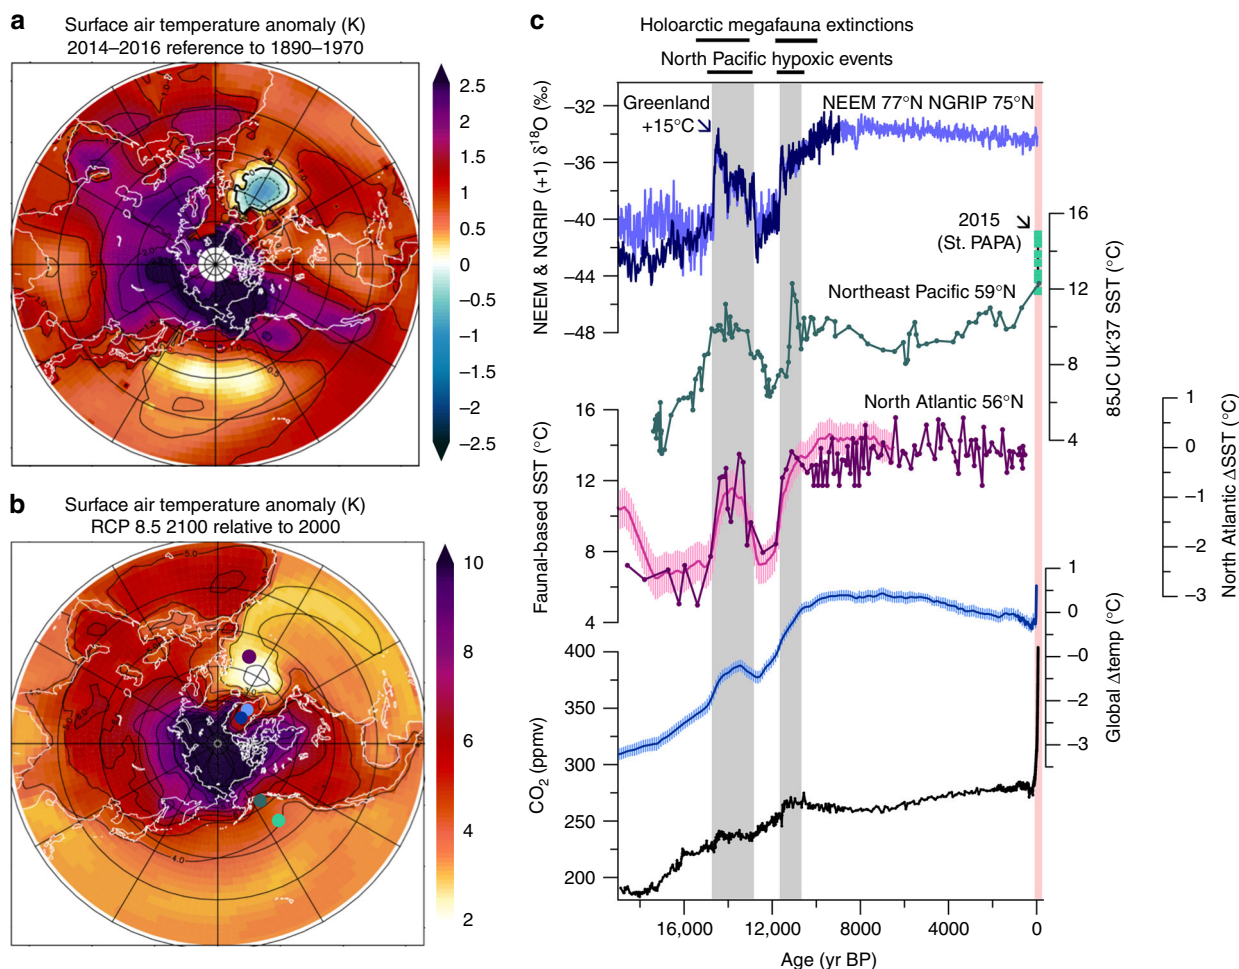 a
Surface air temperature anomaly (K)
2014–2016 reference to 1890–1970
2.5
2
1.5
1
0.5
0
−0.5
−1
−1.5
−2
−2.5
b
Surface air temperature anomaly (K)
RCP 8.5 2100 relative to 2000
10
8
6
4
2
c
Holoarctic megafauna extinctions
North Pacific hypoxic events
Greenland
+15°C
NEEM 77°N NGRIP 75°N
NEEM & NGRIP (+1) δ¹⁸O (‰)
−32
−36
−40
−44
−48
2015
(St. PAPA)
Northeast Pacific 59°N
85JC Uk′37 SST (°C)
16
12
8
4
North Atlantic 56°N
Faunal-based SST (°C)
16
12
8
4
North Atlantic ΔSST (°C)
1
0
−1
−2
−3
Global Δtemp (°C)
1
0
−0
−2
−3
CO₂ (ppmv)
400
350
300
250
200
16,000
12,000
8000
4000
0
Age (yr BP)